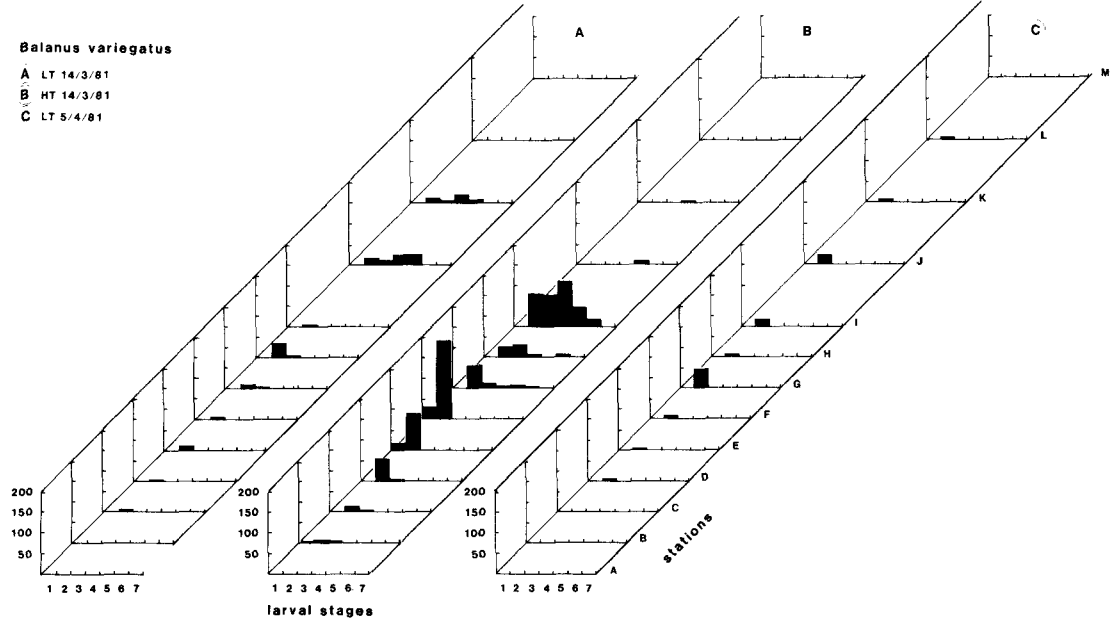 Balanus variegatus
A LT 14/3/81
B HT 14/3/81
C LT 5/4/81
A
B
C
M
L
K
J
I
H
G
F
E
D
C
B
A
stations
200
150
100
50
200
150
100
50
200
150
100
50
1 2 3 4 5 6 7
1 2 3 4 5 6 7
1 2 3 4 5 6 7
larval stages